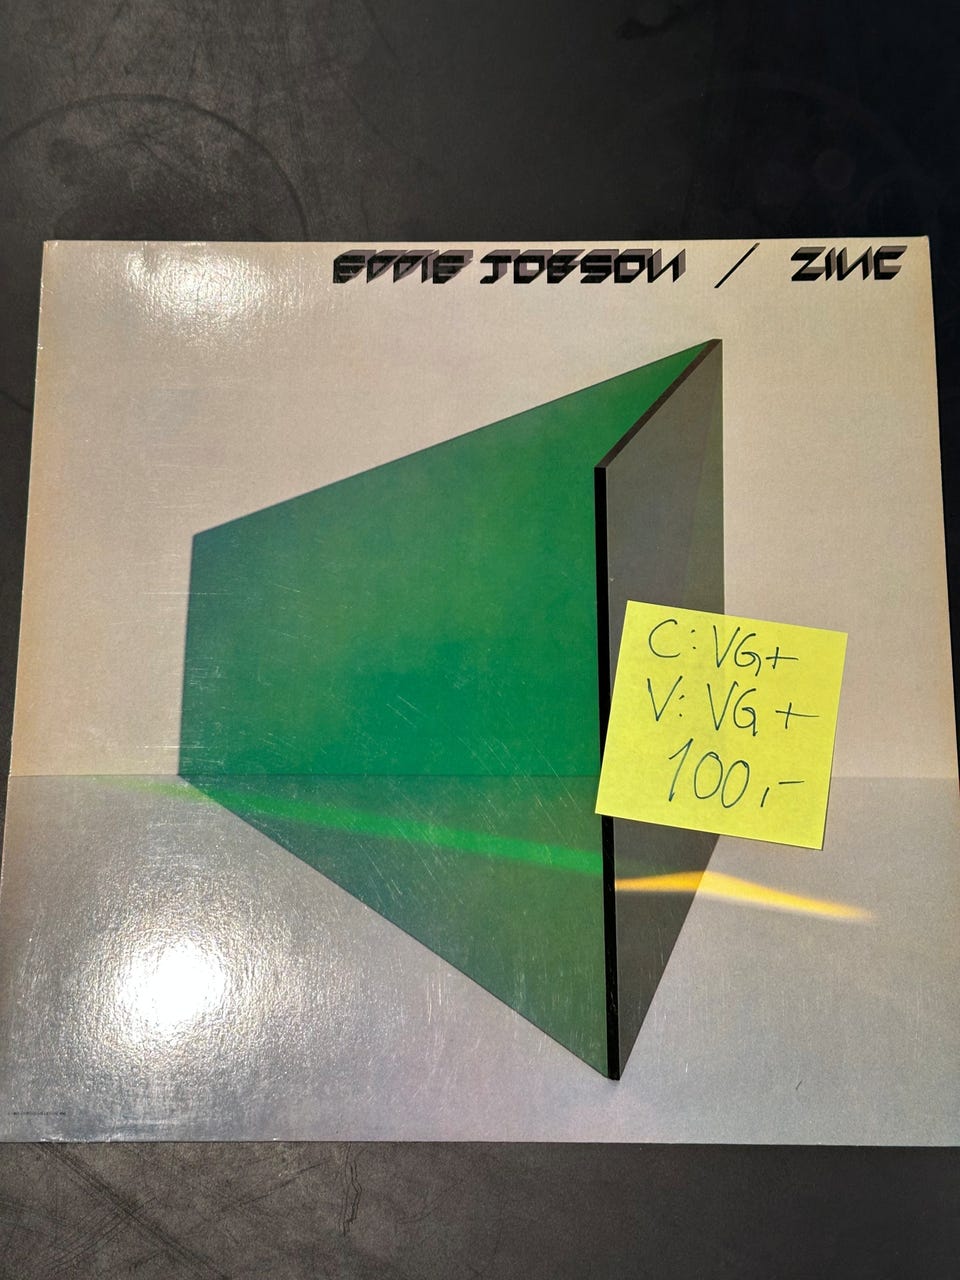 EDDIE JOBSON / ZINC
C: VG+
V: VG+
100,-